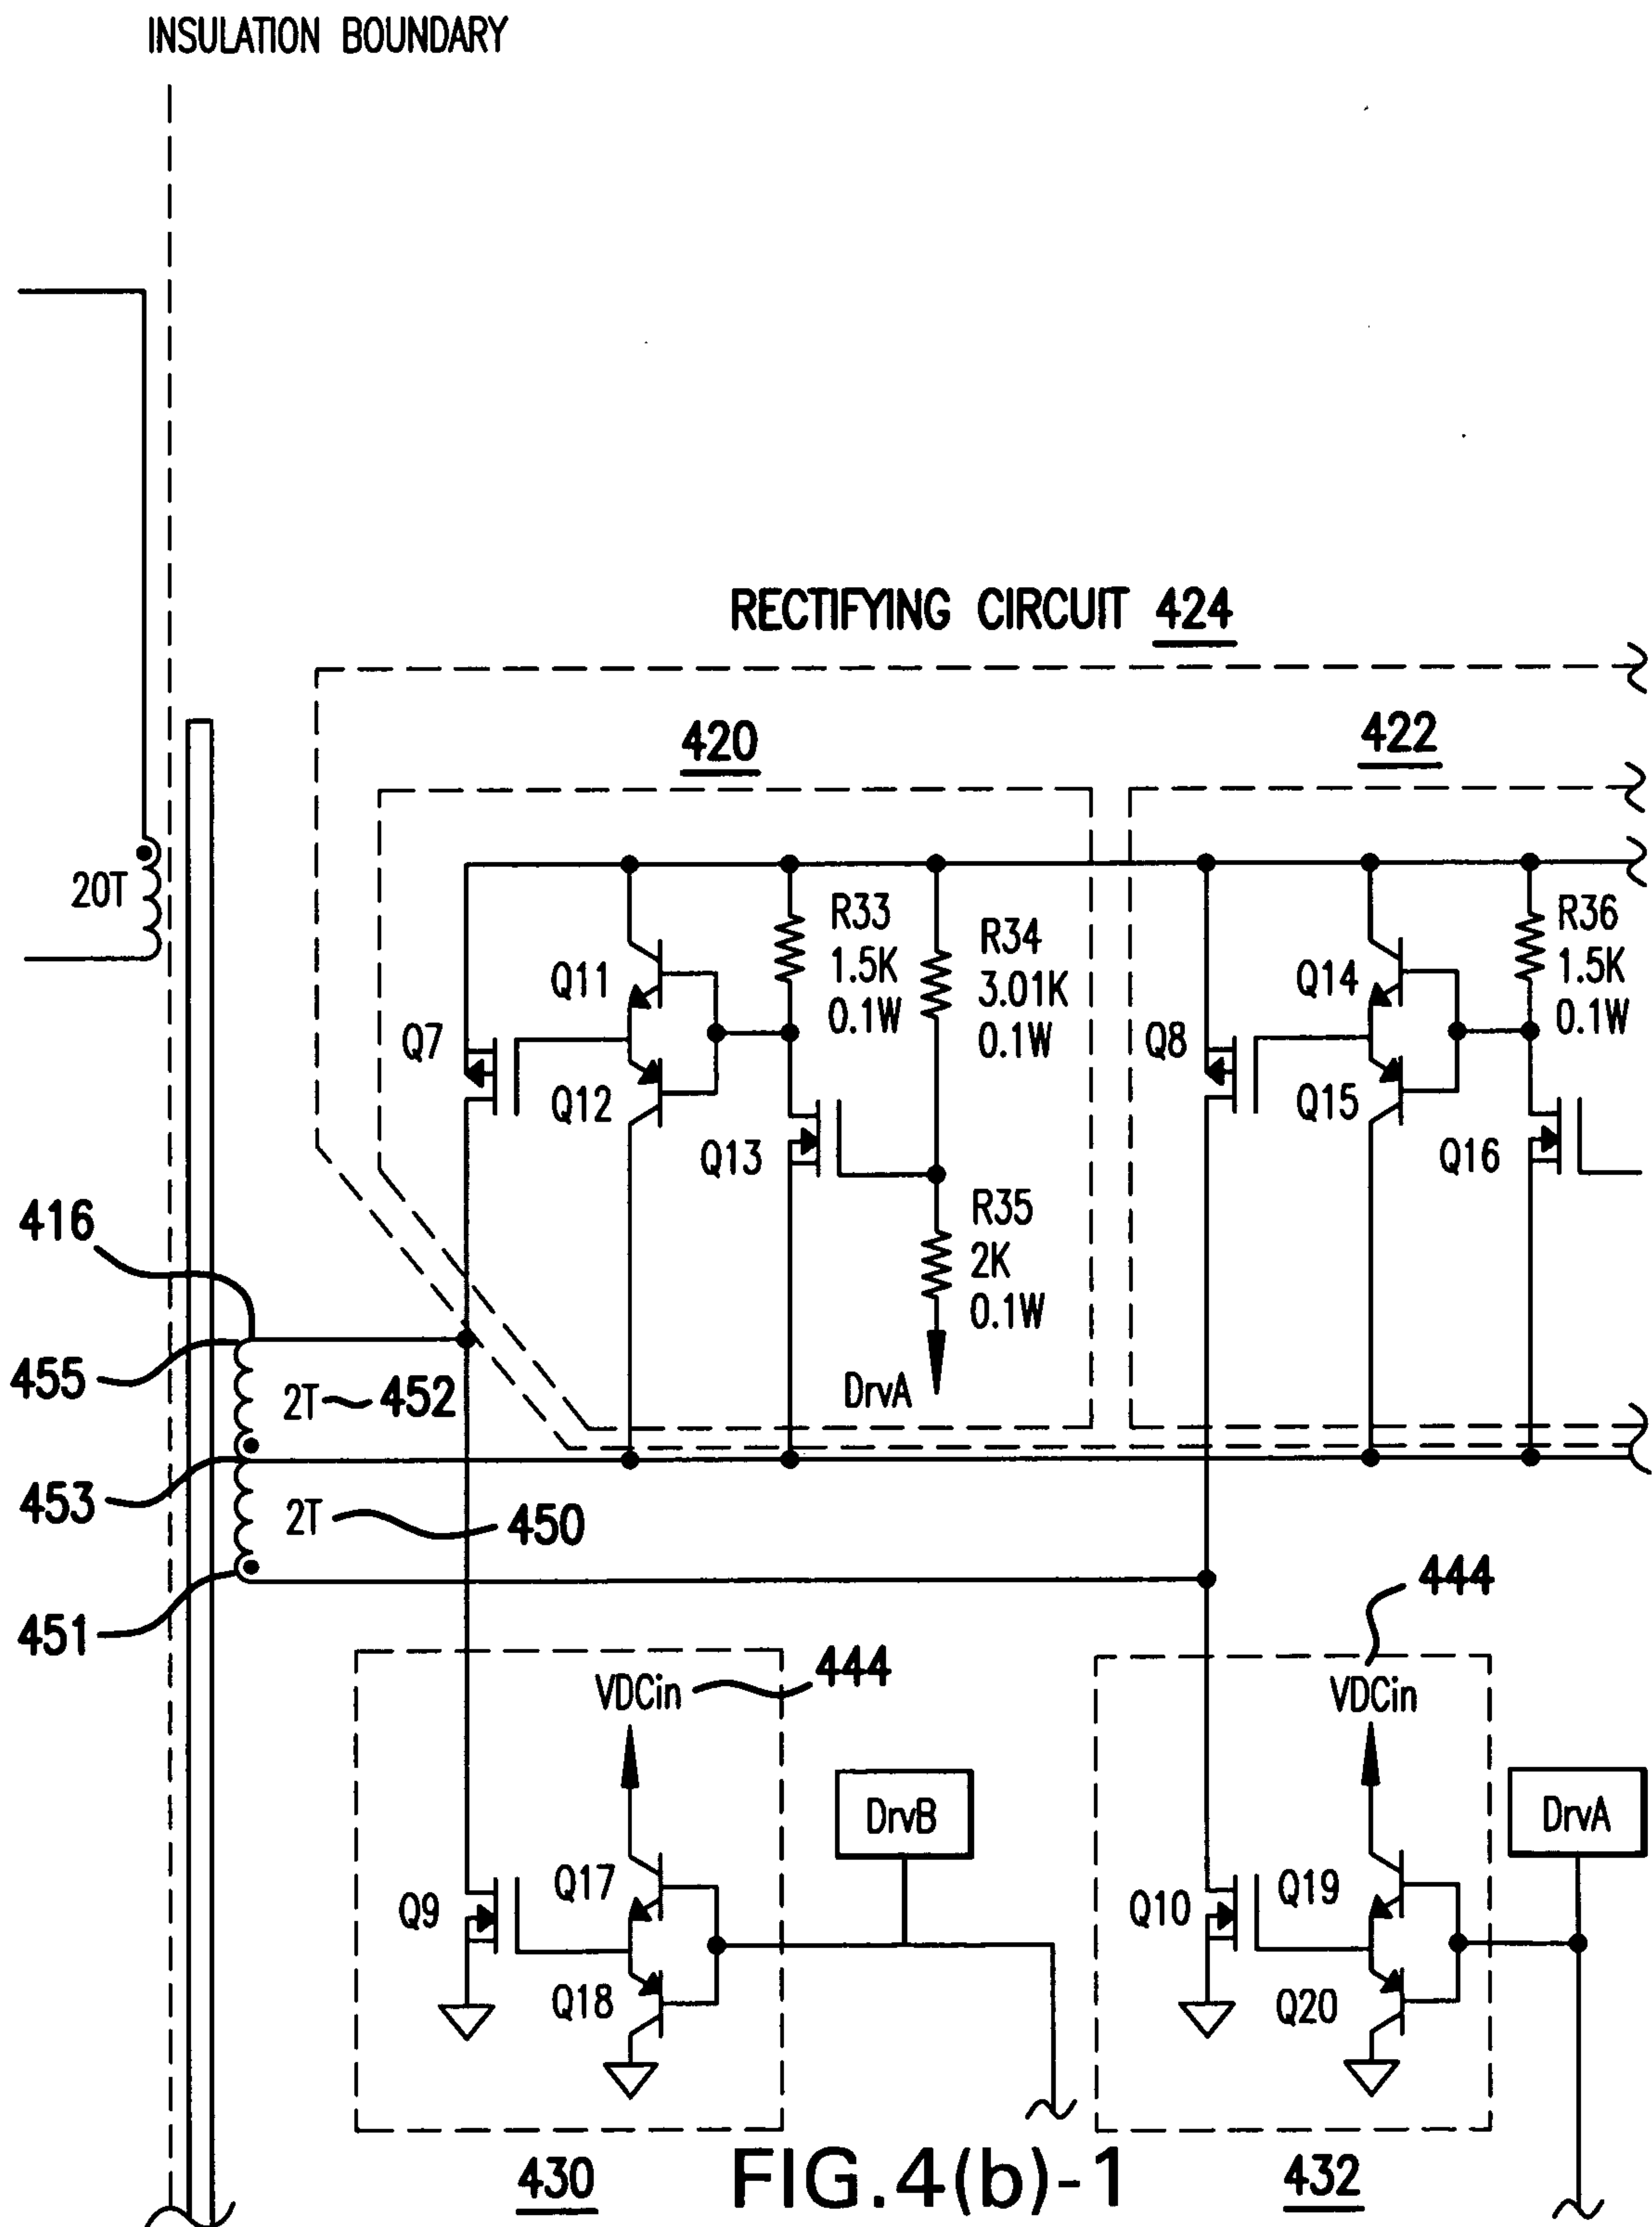 INSULATION BOUNDARY
RECTIFYING CIRCUIT 424
420
422
20T
R33
1.5K
0.1W
R34
3.01K
0.1W
R36
1.5K
0.1W
Q11
Q7
Q12
Q13
Q14
Q8
Q15
Q16
R35
2K
0.1W
DrvA
416
455
2T
452
453
2T
450
451
444
VDCin
444
VDCin
DrvB
DrvA
Q17
Q9
Q18
Q19
Q10
Q20
430
FIG.4(b)-1
432